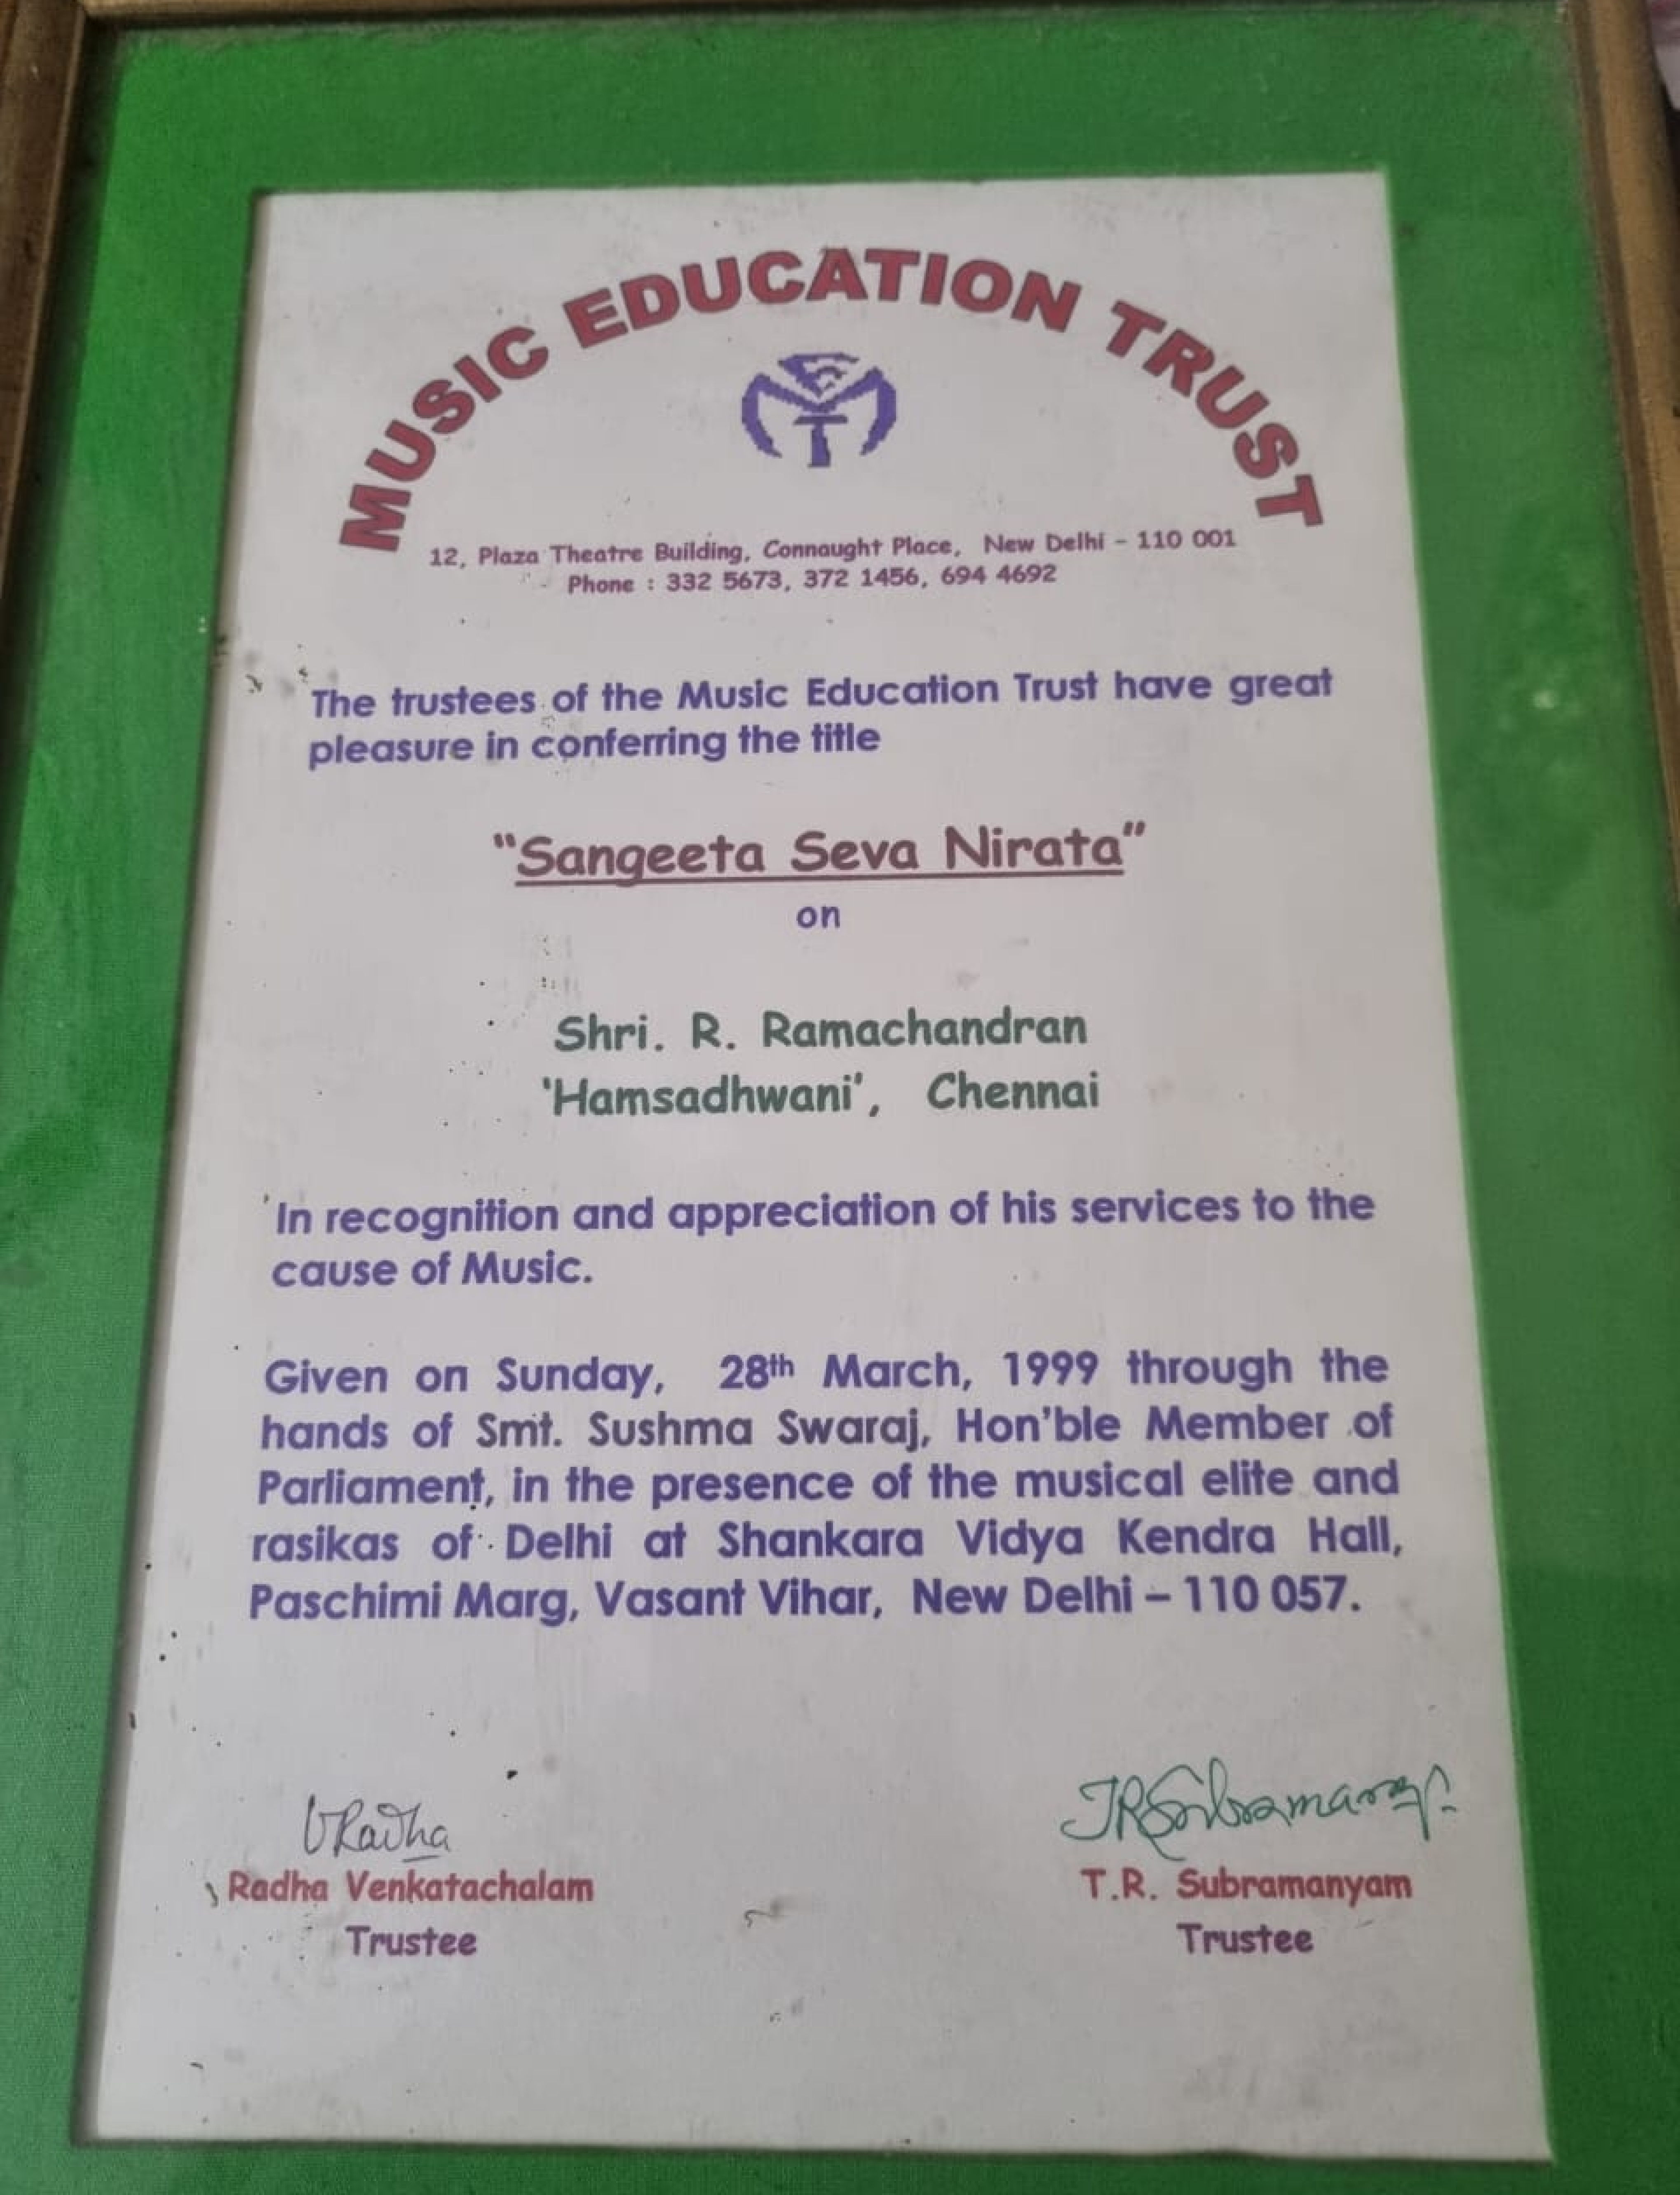 MUSIC EDUCATION TRUST
12, Plaza Theatre Building, Connaught Place, New Delhi - 110 001
Phone : 332 5673, 372 1456, 694 4692
The trustees of the Music Education Trust have great
pleasure in conferring the title
"Sangeeta Seva Nirata"
on
Shri. R. Ramachandran
'Hamsadhwani', Chennai
In recognition and appreciation of his services to the
cause of Music.
Given on Sunday, 28th March, 1999 through the
hands of Smt. Sushma Swaraj, Hon'ble Member of
Parliament, in the presence of the musical elite and
rasikas of Delhi at Shankara Vidya Kendra Hall,
Paschimi Marg, Vasant Vihar, New Delhi – 110 057.
VRadha
TRSubramanyam
Radha Venkatachalam
T.R. Subramanyam
Trustee
Trustee